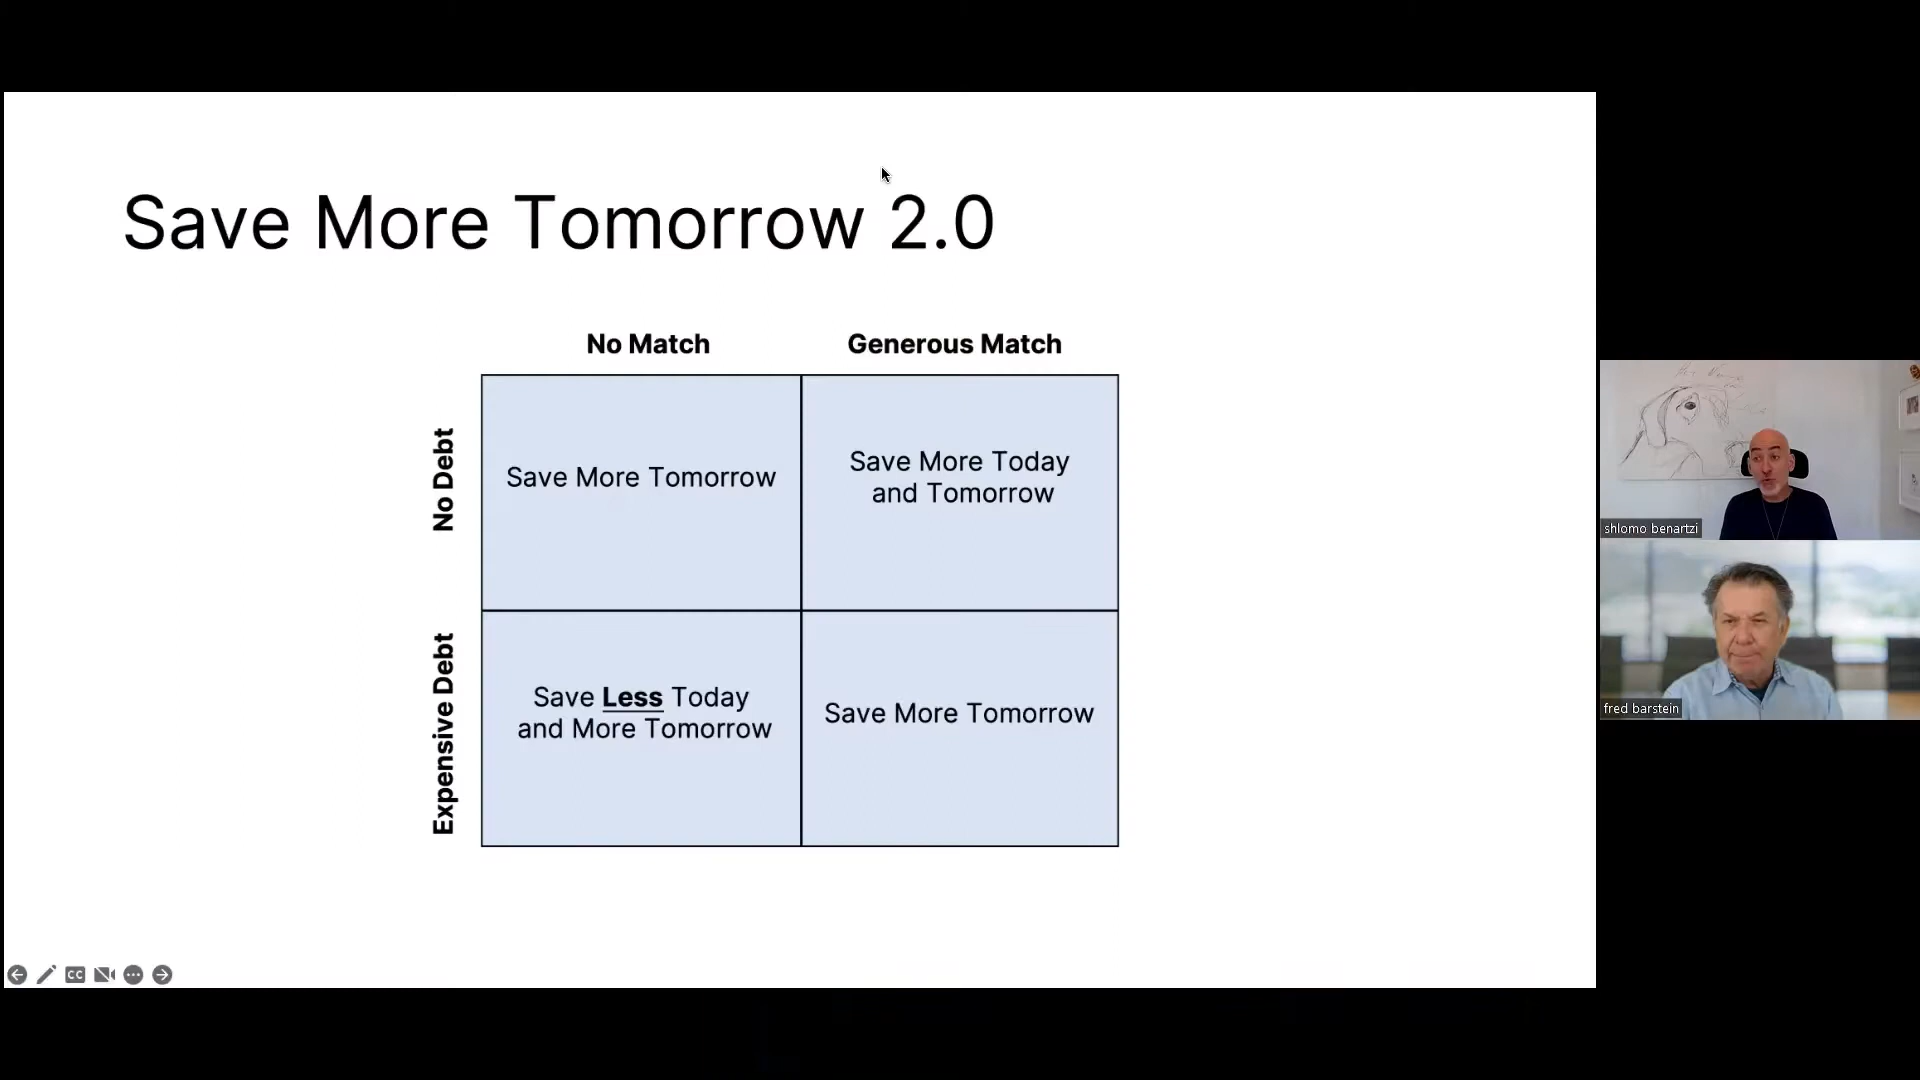 Save More Tomorrow 2.0
No Match
Generous Match
No Debt
Save More Tomorrow
Save More Today
and Tomorrow
Expensive Debt
Save Less Today
and More Tomorrow
Save More Tomorrow
shlomo benartzi
fred barstein
CC